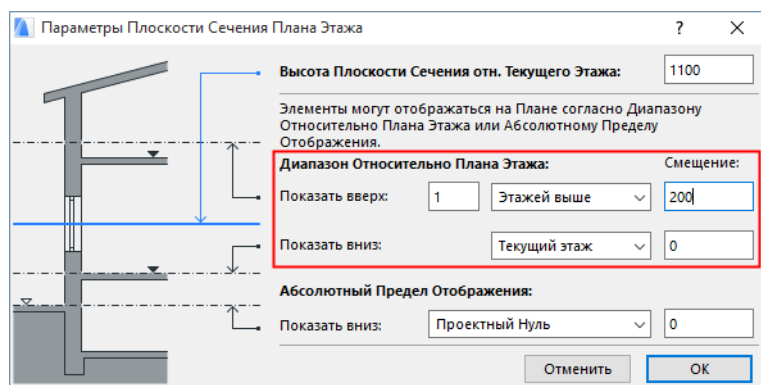 Параметры Плоскости Сечения Плана Этажа
?
Высота Плоскости Сечения отн. Текущего Этажа: 1100
Элементы могут отображаться на Плане согласно Диапазону
Относительно Плана Этажа или Абсолютному Пределу
Отображения.
Диапазон Относительно Плана Этажа: Смещение:
Показать вверх: 1 Этажей выше 200
Показать вниз: Текущий этаж 0
Абсолютный Предел Отображения:
Показать вниз: Проектный Нуль 0
Отменить OK